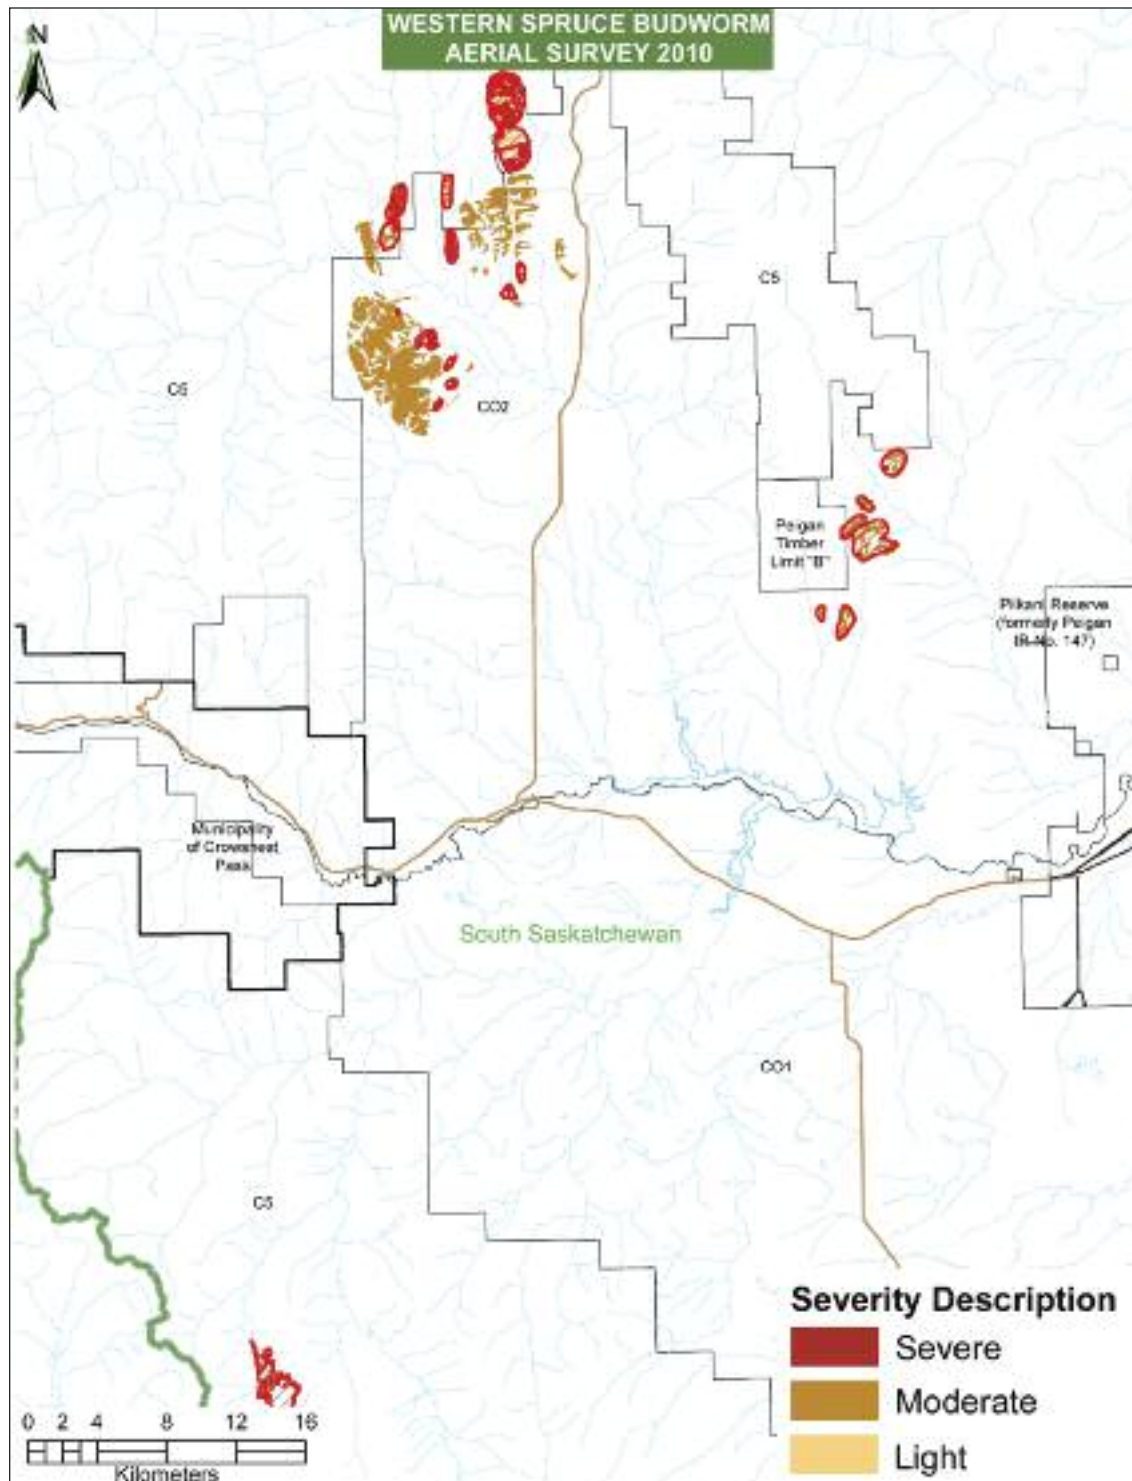 WESTERN SPRUCE BUDWORM
AERIAL SURVEY 2010
N
C5
C5
CO2
Peigan
Timber
Limit "B"
Piikani Reserve
(formerly Peigan
IR No. 147)
Municipality
of Crowsnest
Pass
South Saskatchewan
CO1
C5
Severity Description
Severe
Moderate
Light
0 2 4 8 12 16
Kilometers